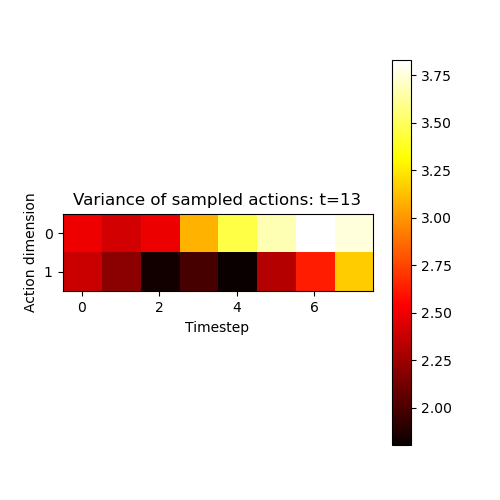 Variance of sampled actions: t=13
Action dimension
0
1
0 2 4 6
Timestep
3.75
3.50
3.25
3.00
2.75
2.50
2.25
2.00